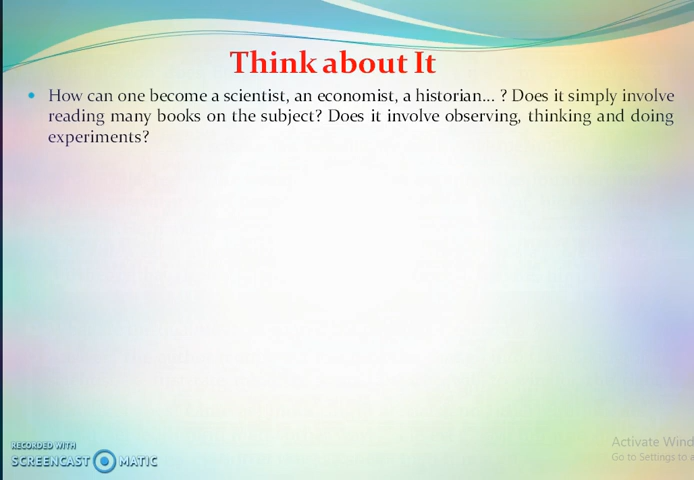 Think about It
• How can one become a scientist, an economist, a historian... ? Does it simply involve
reading many books on the subject? Does it involve observing, thinking and doing
experiments?
RECORDED WITH
SCREENCAST MATIC
Activate Wind
Go to Settings to a